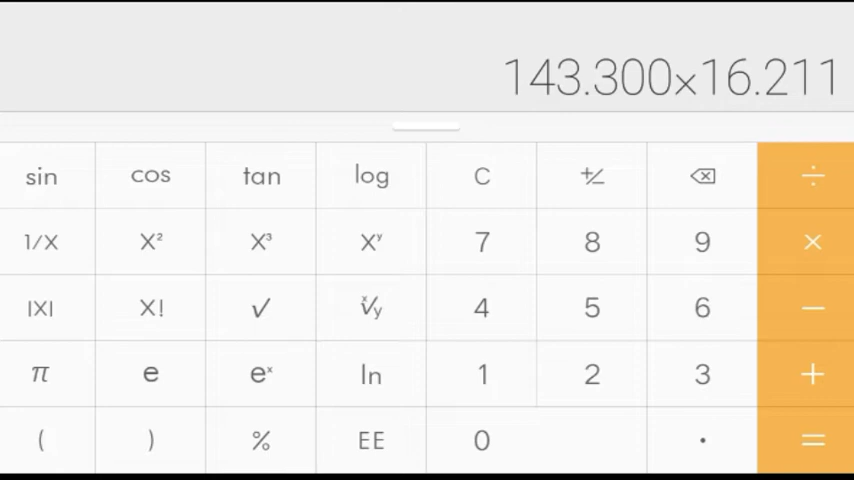 143.300×16.211
sin cos tan log C +/− ⌫ ÷
1/X X² X³ Xʸ 7 8 9 ×
|X| X! √ ˣ√y 4 5 6 −
π e eˣ ln 1 2 3 +
( ) % EE 0 . =